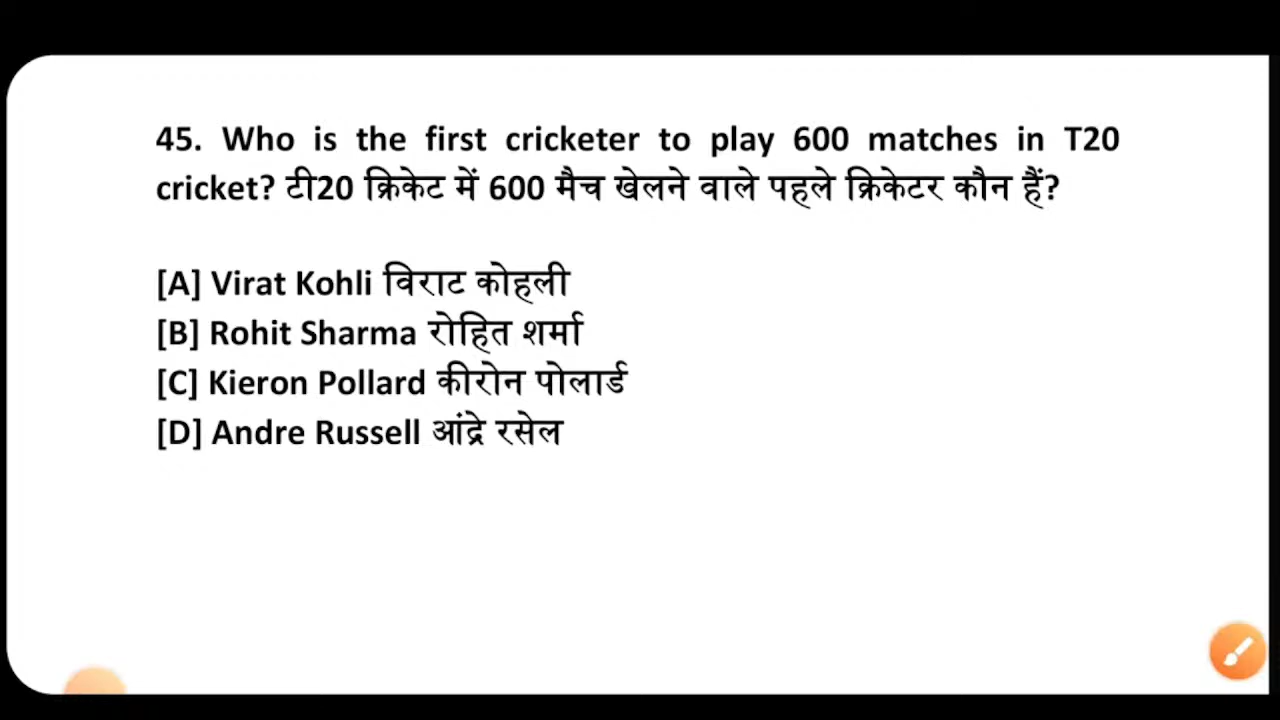 45. Who is the first cricketer to play 600 matches in T20
cricket? टी20 क्रिकेट में 600 मैच खेलने वाले पहले क्रिकेटर कौन हैं?
[A] Virat Kohli विराट कोहली
[B] Rohit Sharma रोहित शर्मा
[C] Kieron Pollard कीरोन पोलार्ड
[D] Andre Russell आंद्रे रसेल